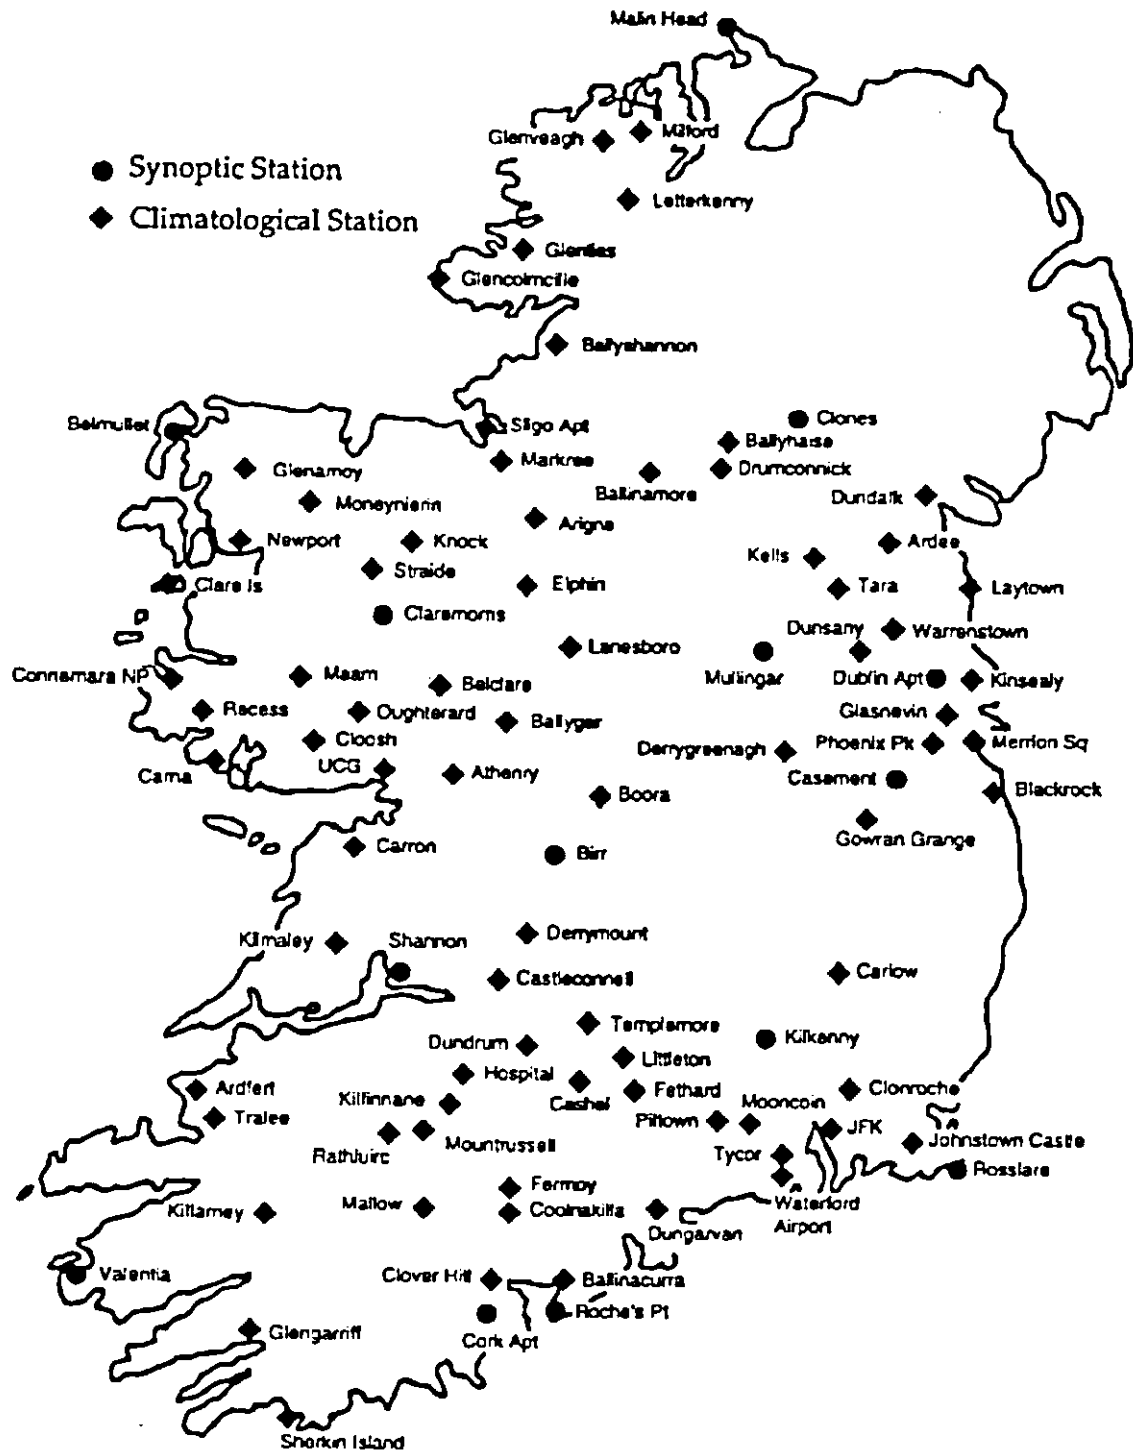 Malin Head
Glenveagh
Milford
Synoptic Station
Letterkenny
Climatological Station
Glenties
Glencolmcille
Ballyshannon
Belmullet
Sligo Apt
Clones
Ballyhaise
Markree
Drumconnick
Glenamoy
Ballinamore
Dundalk
Moneynierin
Arigna
Newport
Knock
Ardee
Kells
Straide
Clare Is
Elphin
Tara
Laytown
Claremorris
Dunsany
Warrenstown
Lanesboro
Connemara NP
Maam
Belclare
Mullingar
Dublin Apt
Kinsealy
Recess
Oughterard
Ballygar
Glasnevin
Cloosh
Derrygreenagh
Phoenix Pk
Merrion Sq
Carna
UCG
Athenry
Casement
Boora
Blackrock
Gowran Grange
Carron
Birr
Kilmaley
Shannon
Derrymount
Castleconnell
Carlow
Templemore
Dundrum
Kilkenny
Littleton
Hospital
Ardfert
Fethard
Clonroche
Kilfinnane
Cashel
Mooncoin
Tralee
Piltown
JFK
Rathluirc
Mountrussell
Johnstown Castle
Tycor
Rosslare
Fermoy
Killarney
Mallow
Coolnakilla
Waterford
Airport
Dungarvan
Valentia
Clover Hill
Ballinacurra
Roche's Pt
Glengarriff
Cork Apt
Sherkin Island